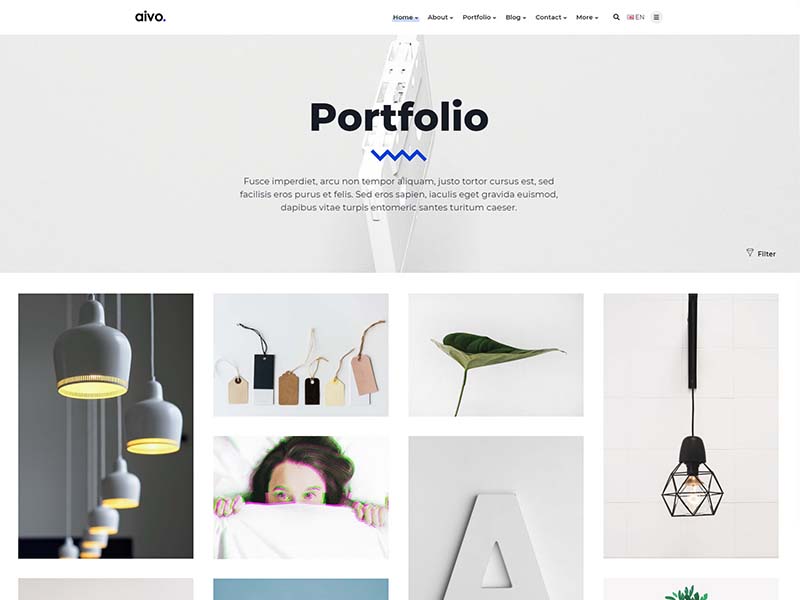 aivo.
Home About Portfolio Blog Contact More EN
Portfolio
Fusce imperdiet, arcu non tempor aliquam, justo tortor cursus est, sed
facilisis eros purus et felis. Sed eros sapien, iaculis eget gravida euismod,
dapibus vitae turpis entomeric santes turitum caeser.
Filter
A